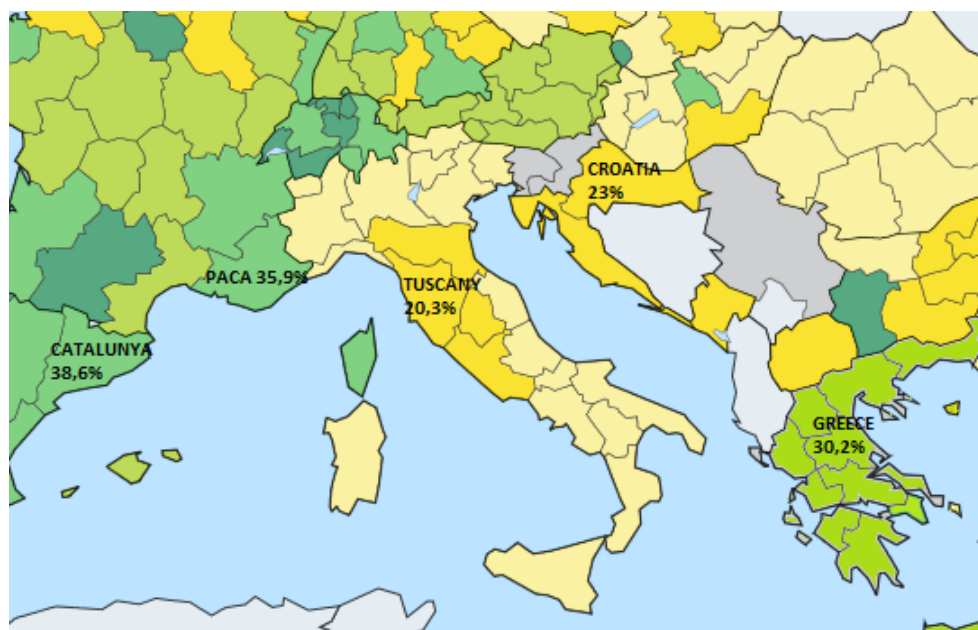 CROATIA
23%
PACA 35,9%
TUSCANY
20,3%
CATALUNYA
38,6%
GREECE
30,2%